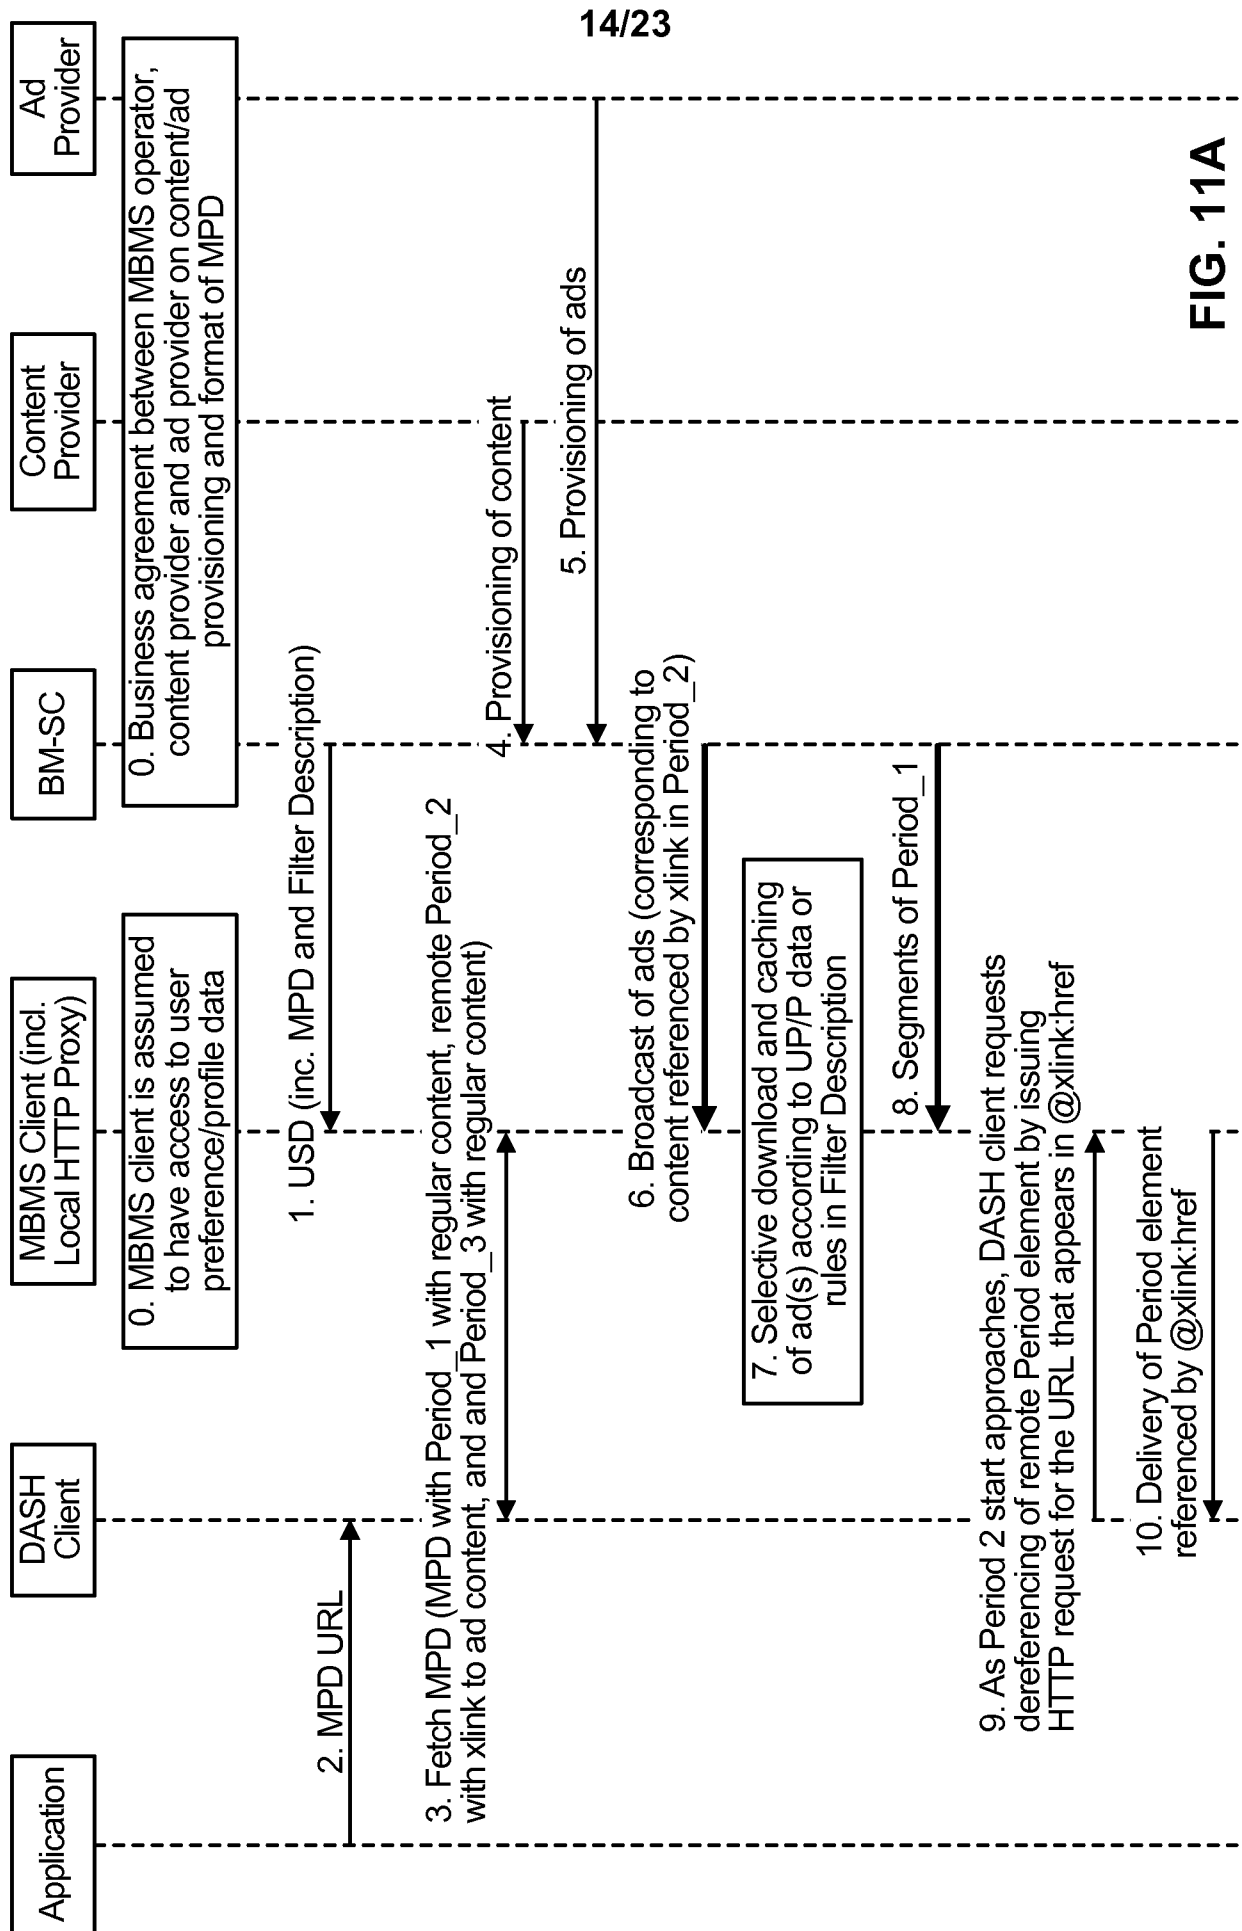 14/23
Application
DASH
Client
MBMS Client (incl.
Local HTTP Proxy)
BM-SC
Content
Provider
Ad
Provider
0. MBMS client is assumed
to have access to user
preference/profile data
0. Business agreement between MBMS operator,
content provider and ad provider on content/ad
provisioning and format of MPD
1. USD (inc. MPD and Filter Description)
2. MPD URL
3. Fetch MPD (MPD with Period_1 with regular content, remote Period_2
with xlink to ad content, and and Period_3 with regular content)
4. Provisioning of content
5. Provisioning of ads
6. Broadcast of ads (corresponding to
content referenced by xlink in Period_2)
7. Selective download and caching
of ad(s) according to UP/P data or
rules in Filter Description
8. Segments of Period_1
9. As Period 2 start approaches, DASH client requests
dereferencing of remote Period element by issuing
HTTP request for the URL that appears in @xlink:href
10. Delivery of Period element
referenced by @xlink:href
FIG. 11A